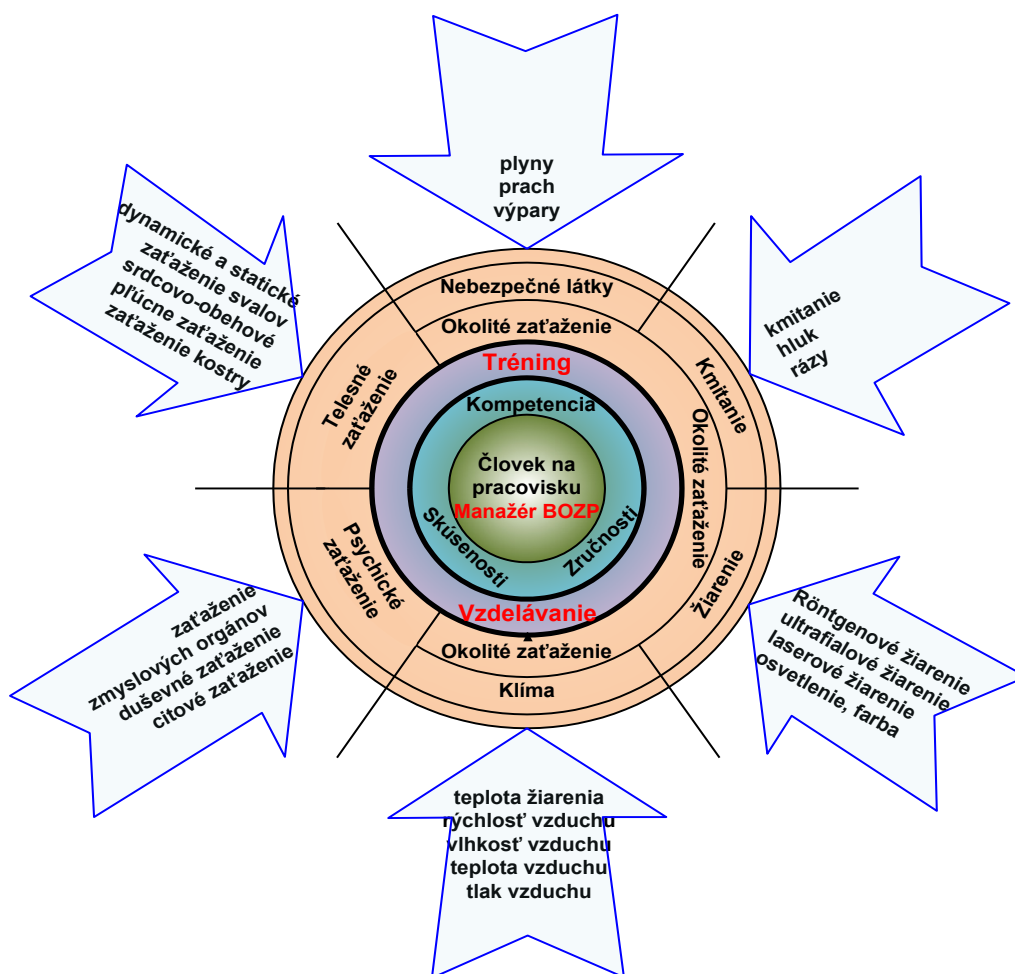 plyny
prach
výpary
dynamické a statické
zaťaženie svalov
srdcovo-obehové
pľúcne zaťaženie
zaťaženie kostry
kmitanie
hluk
rázy
Nebezpečné látky
Okolité zaťaženie
Tréning
Telesné
zaťaženie
Kmitanie
Kompetencia
Okolité zaťaženie
Človek na
pracovisku
Manažér BOZP
Skúsenosti
Zručnosti
Psychické
zaťaženie
Žiarenie
Vzdelávanie
Okolité zaťaženie
Klíma
zaťaženie
zmyslových orgánov
duševné zaťaženie
citové zaťaženie
Röntgenové žiarenie
ultrafialové žiarenie
laserové žiarenie
osvetlenie, farba
teplota žiarenia
rýchlosť vzduchu
vlhkosť vzduchu
teplota vzduchu
tlak vzduchu